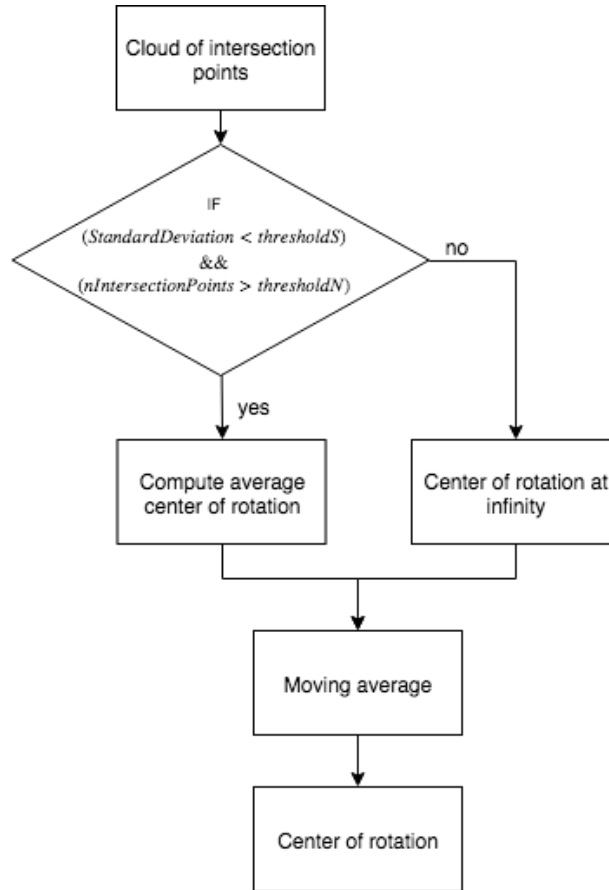 Cloud of intersection
points
IF
(StandardDeviation < thresholdS)
&&
(nIntersectionPoints > thresholdN)
no
yes
Compute average
center of rotation
Center of rotation at
infinity
Moving average
Center of rotation